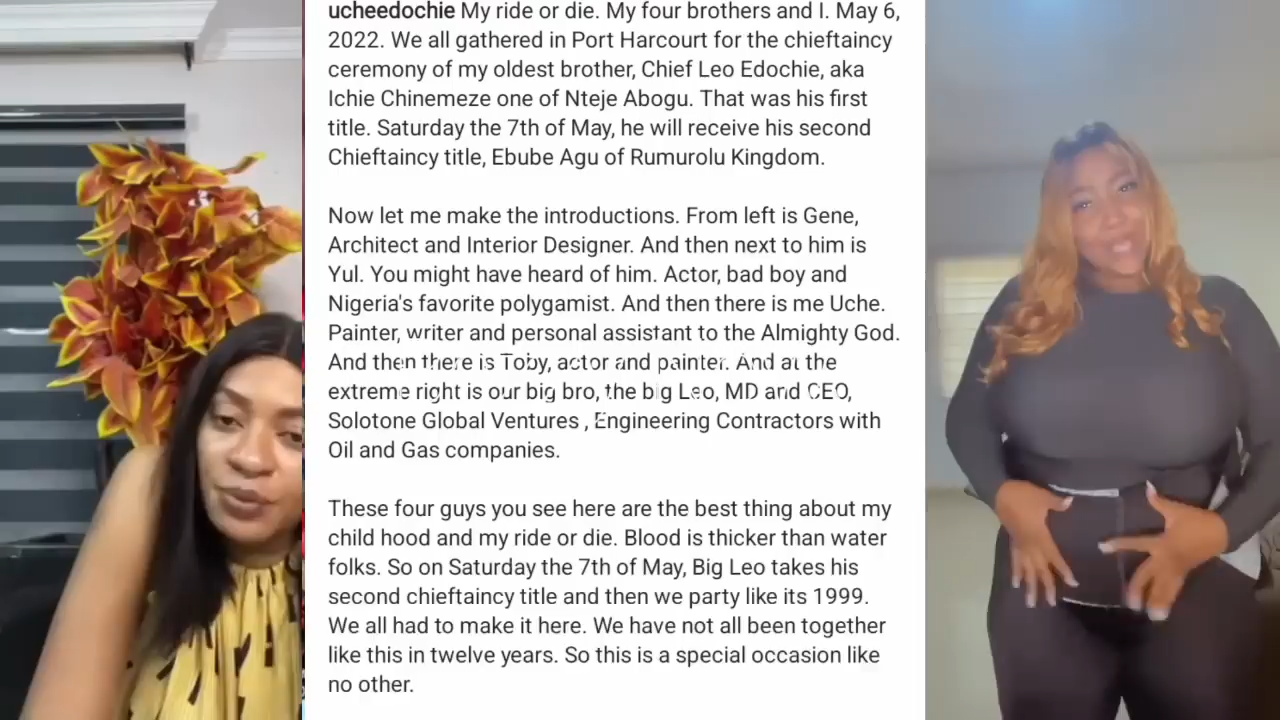 ucheedochie My ride or die. My four brothers and I. May 6,
2022. We all gathered in Port Harcourt for the chieftaincy
ceremony of my oldest brother, Chief Leo Edochie, aka
Ichie Chinemeze one of Nteje Abogu. That was his first
title. Saturday the 7th of May, he will receive his second
Chieftaincy title, Ebube Agu of Rumurolu Kingdom.
Now let me make the introductions. From left is Gene,
Architect and Interior Designer. And then next to him is
Yul. You might have heard of him. Actor, bad boy and
Nigeria's favorite polygamist. And then there is me Uche.
Painter, writer and personal assistant to the Almighty God.
And then there is Toby, actor and painter. And at the
extreme right is our big bro, the big Leo, MD and CEO,
Solotone Global Ventures , Engineering Contractors with
Oil and Gas companies.
These four guys you see here are the best thing about my
child hood and my ride or die. Blood is thicker than water
folks. So on Saturday the 7th of May, Big Leo takes his
second chieftaincy title and then we party like its 1999.
We all had to make it here. We have not all been together
like this in twelve years. So this is a special occasion like
no other.